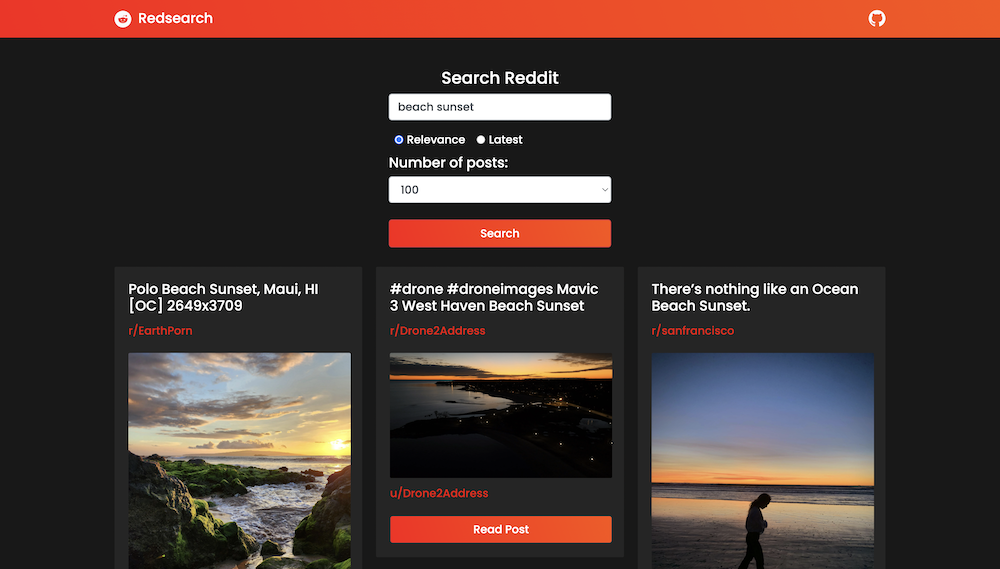 Redsearch
Search Reddit
beach sunset
Relevance Latest
Number of posts:
100
Search
Polo Beach Sunset, Maui, HI
[OC] 2649x3709
r/EarthPorn
#drone #droneimages Mavic
3 West Haven Beach Sunset
r/Drone2Address
u/Drone2Address
Read Post
There’s nothing like an Ocean
Beach Sunset.
r/sanfrancisco